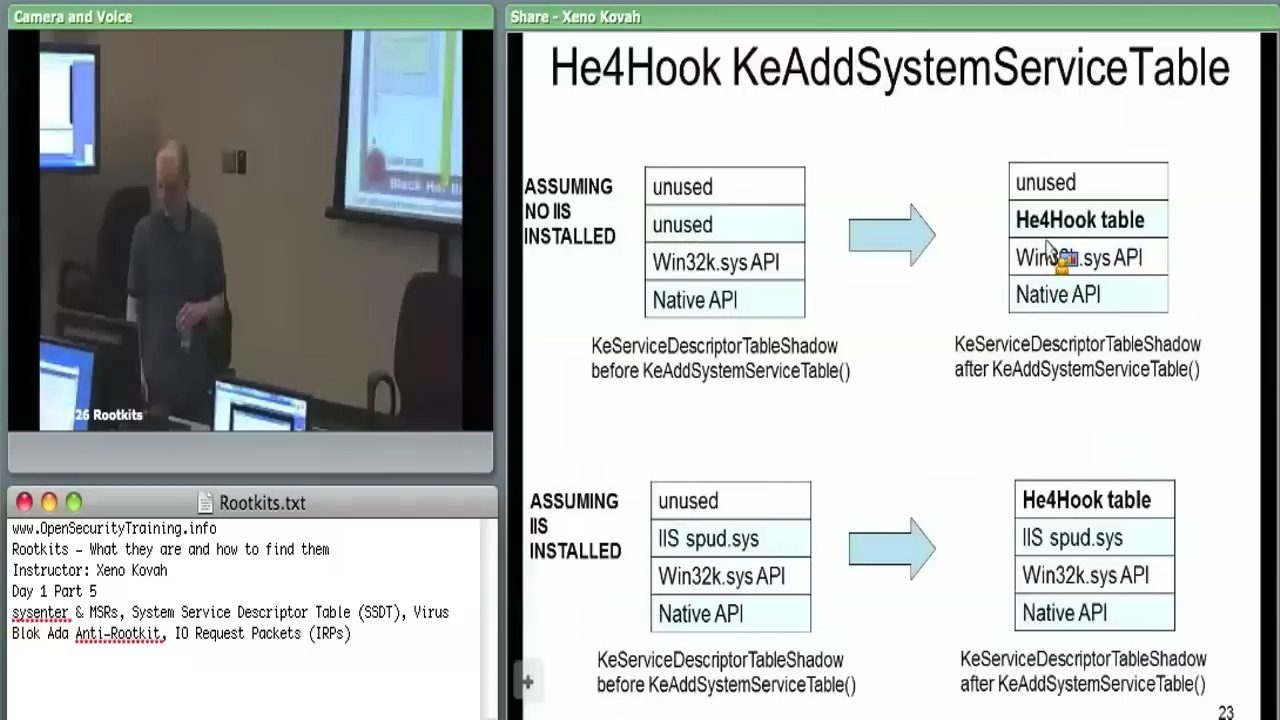 Camera and Voice
Share - Xeno Kovah
26 Rootkits
Rootkits.txt
www.OpenSecurityTraining.info
Rootkits - What they are and how to find them
Instructor: Xeno Kovah
Day 1 Part 5
sysenter & MSRs, System Service Descriptor Table (SSDT), Virus
Blok Ada Anti-Rootkit, IO Request Packets (IRPs)
He4Hook KeAddSystemServiceTable
ASSUMING
NO IIS
INSTALLED
unused
unused
Win32k.sys API
Native API
KeServiceDescriptorTableShadow
before KeAddSystemServiceTable()
unused
He4Hook table
Win32k.sys API
Native API
KeServiceDescriptorTableShadow
after KeAddSystemServiceTable()
ASSUMING
IIS
INSTALLED
unused
IIS spud.sys
Win32k.sys API
Native API
KeServiceDescriptorTableShadow
before KeAddSystemServiceTable()
He4Hook table
IIS spud.sys
Win32k.sys API
Native API
KeServiceDescriptorTableShadow
after KeAddSystemServiceTable()
23